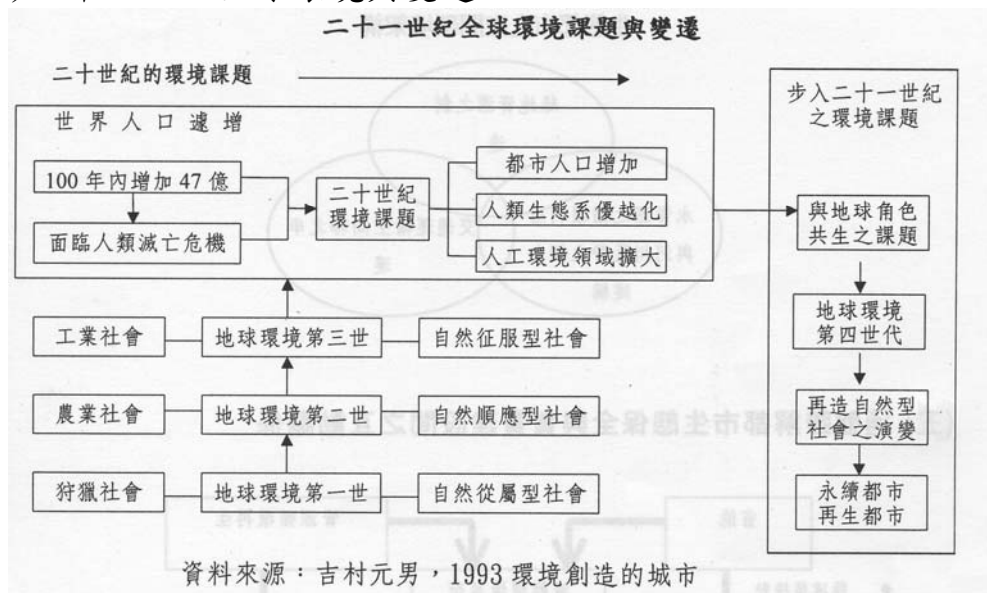 二十一世紀全球環境課題與變遷
二十世紀的環境課題
世界人口遽增
100年內增加47億
面臨人類滅亡危機
二十世紀
環境課題
都市人口增加
人類生態系優越化
人工環境領域擴大
工業社會
地球環境第三世
自然征服型社會
農業社會
地球環境第二世
自然順應型社會
狩獵社會
地球環境第一世
自然從屬型社會
步入二十一世紀
之環境課題
與地球角色
共生之課題
地球環境
第四世代
再造自然型
社會之演變
永續都市
再生都市
資料來源：吉村元男，1993環境創造的城市